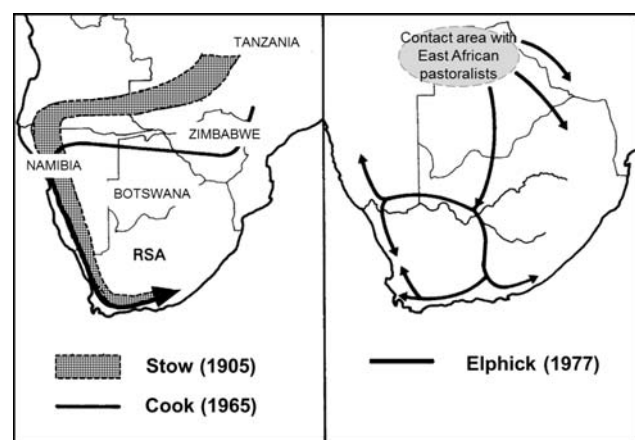 TANZANIA
ZIMBABWE
NAMIBIA
BOTSWANA
RSA
Stow (1905)
Cook (1965)
Contact area with
East African
pastoralists
Elphick (1977)